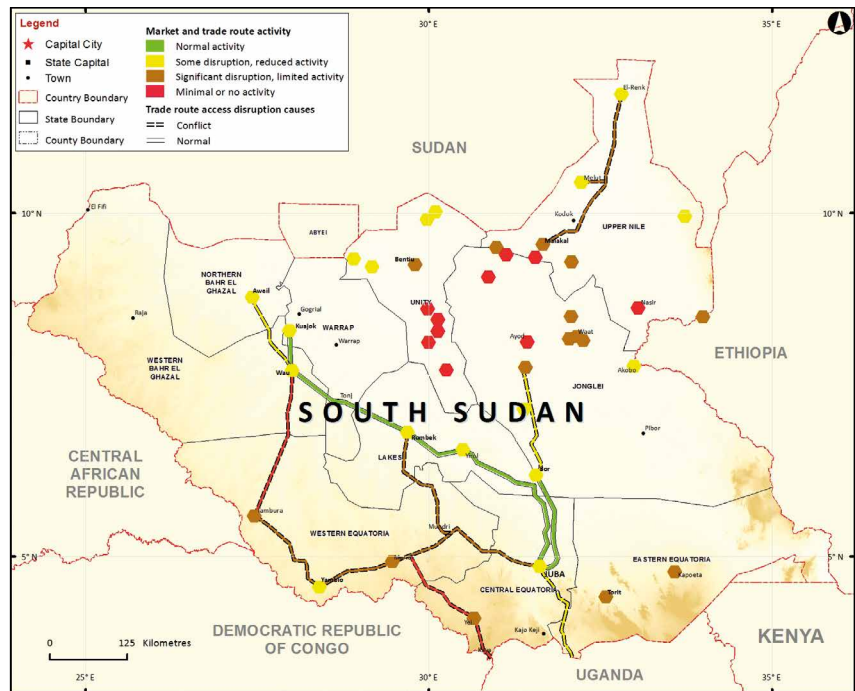 30° E
35° E
Legend
Capital City
State Capital
Town
Country Boundary
State Boundary
County Boundary
Market and trade route activity
Normal activity
Some disruption, reduced activity
Significant disruption, limited activity
Minimal or no activity
Trade route access disruption causes
Conflict
Normal
SUDAN
El-Renk
Melut
Kodok
UPPER NILE
Malakal
10° N
10° N
El Fifi
ABYEI
Bentiu
NORTHERN
BAHR EL
GHAZAL
Aweil
Gogrial
UNITY
Nasir
Raja
Kuajok
WARRAP
Warrap
Ayod
Waat
ETHIOPIA
WESTERN
BAHR EL
GHAZAL
Wau
Akobo
JONGLEI
Tonj
SOUTH SUDAN
Rumbek
Pibor
CENTRAL
AFRICAN
REPUBLIC
LAKES
Yirol
Bor
Tambura
WESTERN EQUATORIA
Mundri
5° N
5° N
EASTERN EQUATORIA
JUBA
Kapoeta
Yambio
CENTRAL EQUATORIA
Torit
Yei
DEMOCRATIC REPUBLIC
OF CONGO
Kajo Keji
KENYA
0 125 Kilometres
UGANDA
25° E
30° E
35° E